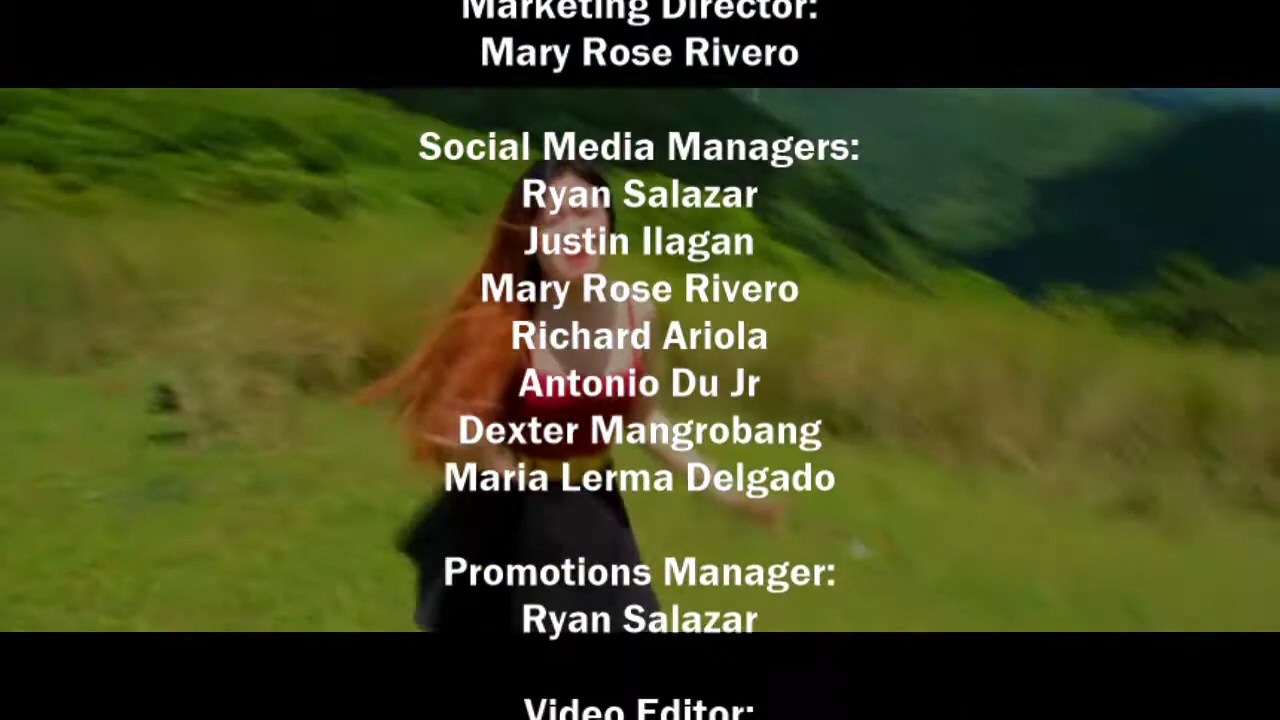 Marketing Director:
Mary Rose Rivero
Social Media Managers:
Ryan Salazar
Justin Ilagan
Mary Rose Rivero
Richard Ariola
Antonio Du Jr
Dexter Mangrobang
Maria Lerma Delgado
Promotions Manager:
Ryan Salazar
Video Editor: